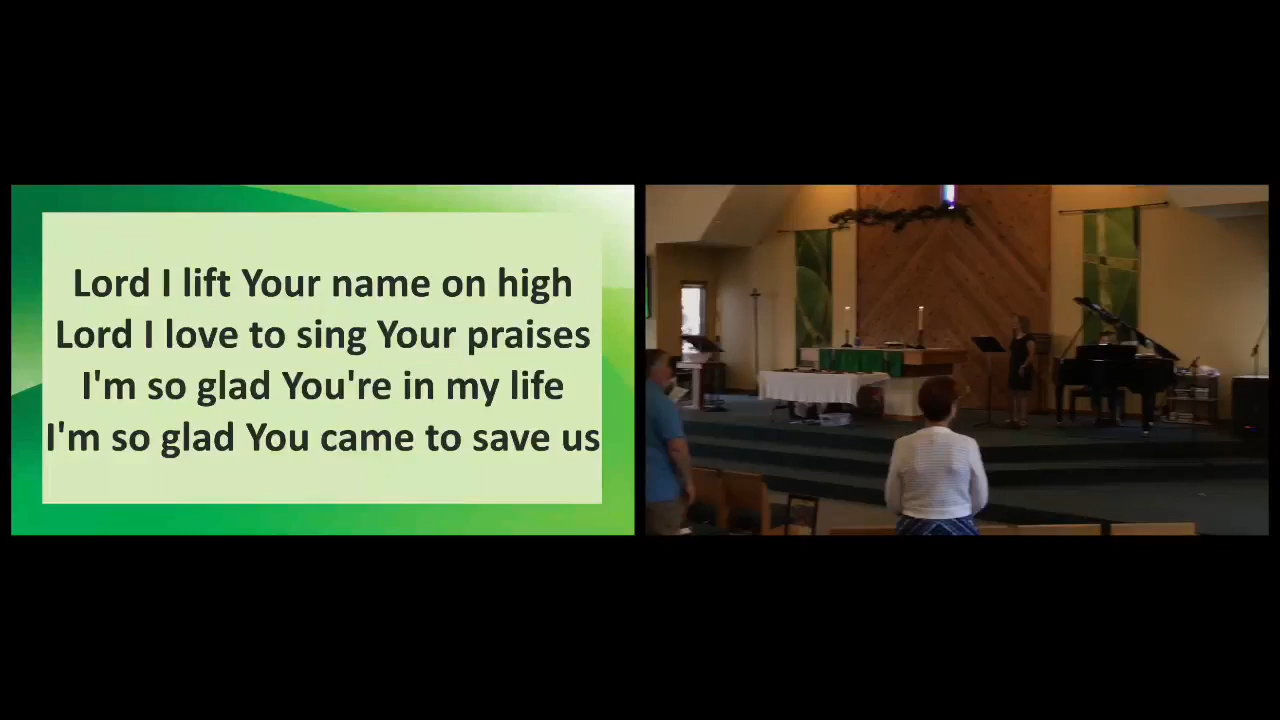 Lord I lift Your name on high
Lord I love to sing Your praises
I'm so glad You're in my life
I'm so glad You came to save us